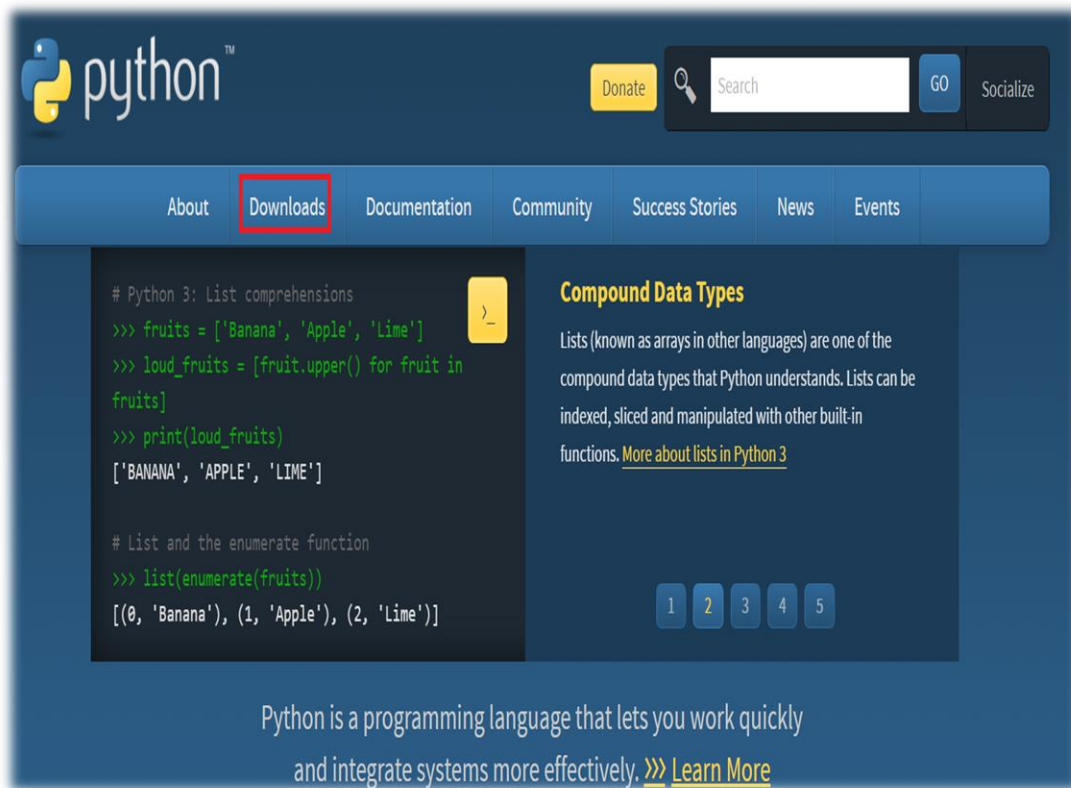 python™
Donate
Search
GO
Socialize
About
Downloads
Documentation
Community
Success Stories
News
Events
# Python 3: List comprehensions
>>> fruits = ['Banana', 'Apple', 'Lime']
>>> loud_fruits = [fruit.upper() for fruit in
fruits]
>>> print(loud_fruits)
['BANANA', 'APPLE', 'LIME']
# List and the enumerate function
>>> list(enumerate(fruits))
[(0, 'Banana'), (1, 'Apple'), (2, 'Lime')]
>_
Compound Data Types
Lists (known as arrays in other languages) are one of the
compound data types that Python understands. Lists can be
indexed, sliced and manipulated with other built-in
functions. More about lists in Python 3
1 2 3 4 5
Python is a programming language that lets you work quickly
and integrate systems more effectively. >>> Learn More